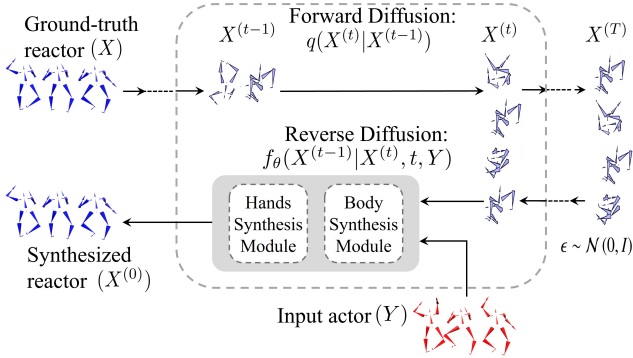 Ground-truth
reactor (X)
X^{(t-1)}
Forward Diffusion:
q(X^{(t)}|X^{(t-1)})
X^{(t)}
X^{(T)}
Reverse Diffusion:
f_θ(X^{(t-1)}|X^{(t)}, t, Y)
Hands
Synthesis
Module
Body
Synthesis
Module
Synthesized
reactor (X^{(0)})
ϵ ~ N(0, I)
Input actor (Y)